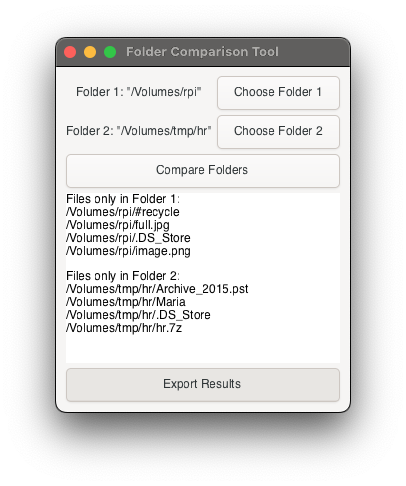 Folder Comparison Tool
Folder 1: "/Volumes/rpi"
Choose Folder 1
Folder 2: "/Volumes/tmp/hr"
Choose Folder 2
Compare Folders
Files only in Folder 1:
/Volumes/rpi/#recycle
/Volumes/rpi/full.jpg
/Volumes/rpi/.DS_Store
/Volumes/rpi/image.png
Files only in Folder 2:
/Volumes/tmp/hr/Archive_2015.pst
/Volumes/tmp/hr/Maria
/Volumes/tmp/hr/.DS_Store
/Volumes/tmp/hr/hr.7z
Export Results